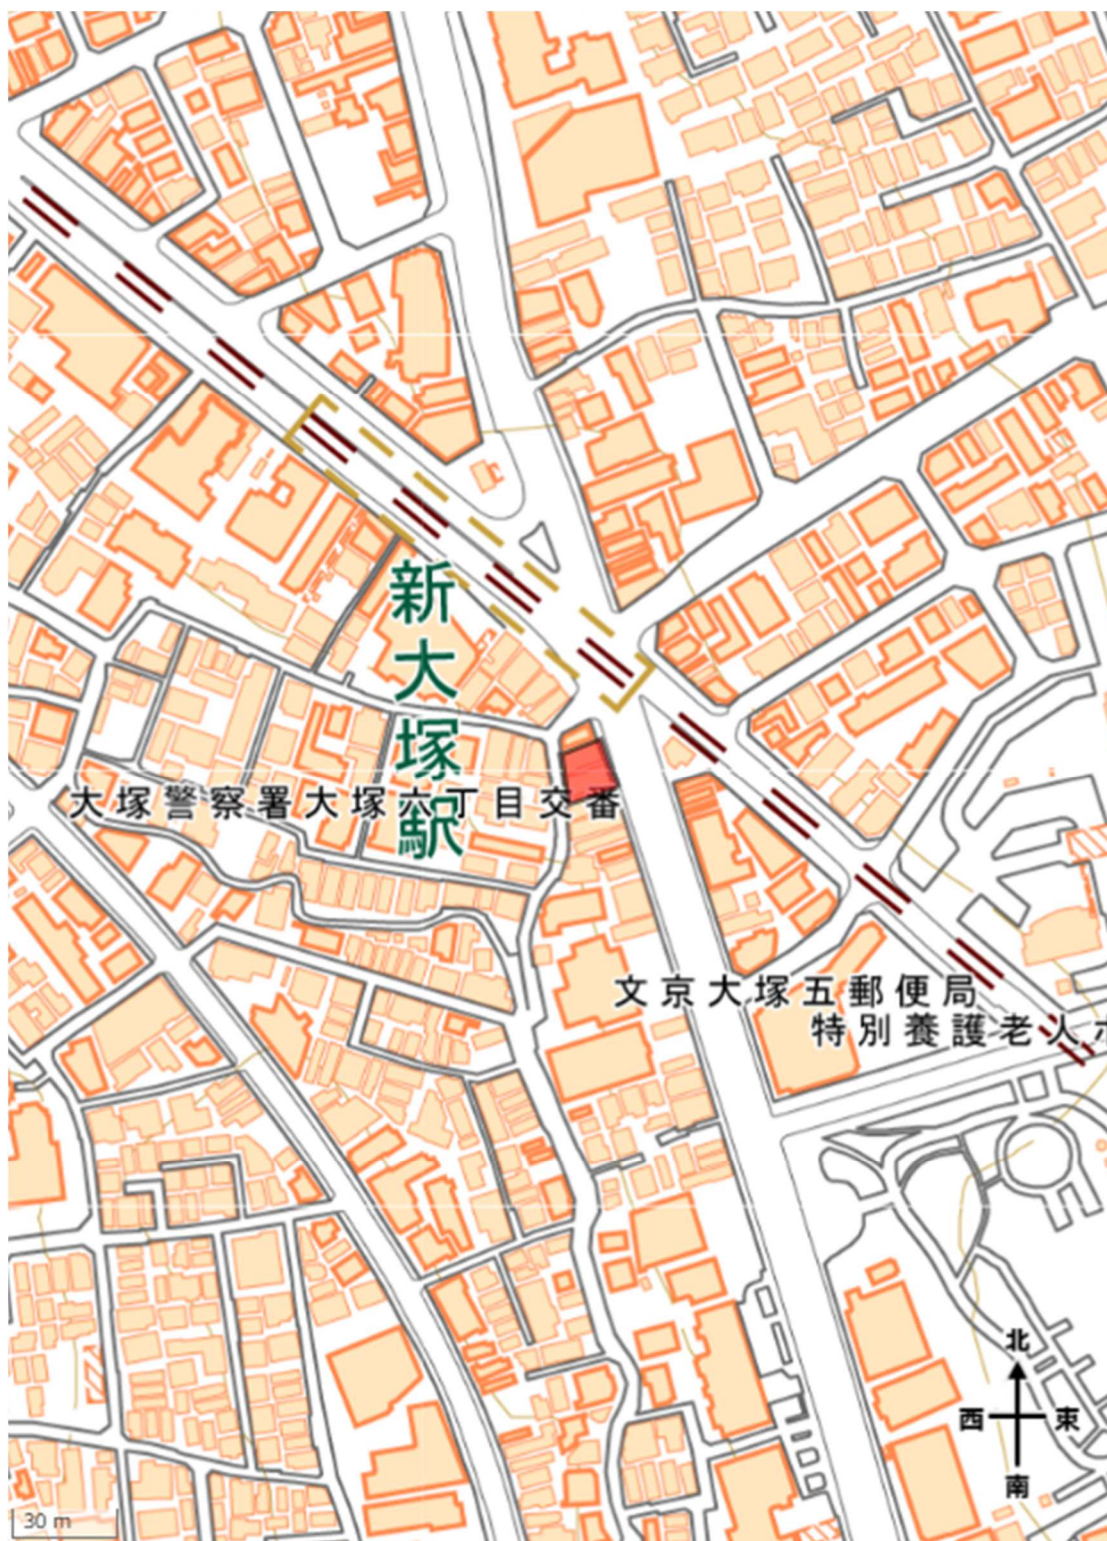 新大塚駅
大塚警察署大塚六丁目交番
文京大塚五郵便局
特別養護老人ホ
北
西
東
南
30 m